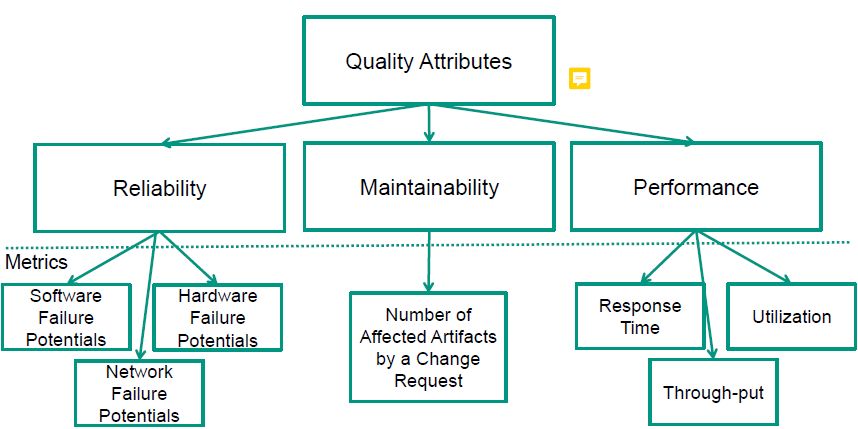 Quality Attributes
Reliability
Maintainability
Performance
Metrics
Software
Failure
Potentials
Hardware
Failure
Potentials
Network
Failure
Potentials
Number of
Affected Artifacts
by a Change
Request
Response
Time
Utilization
Through-put